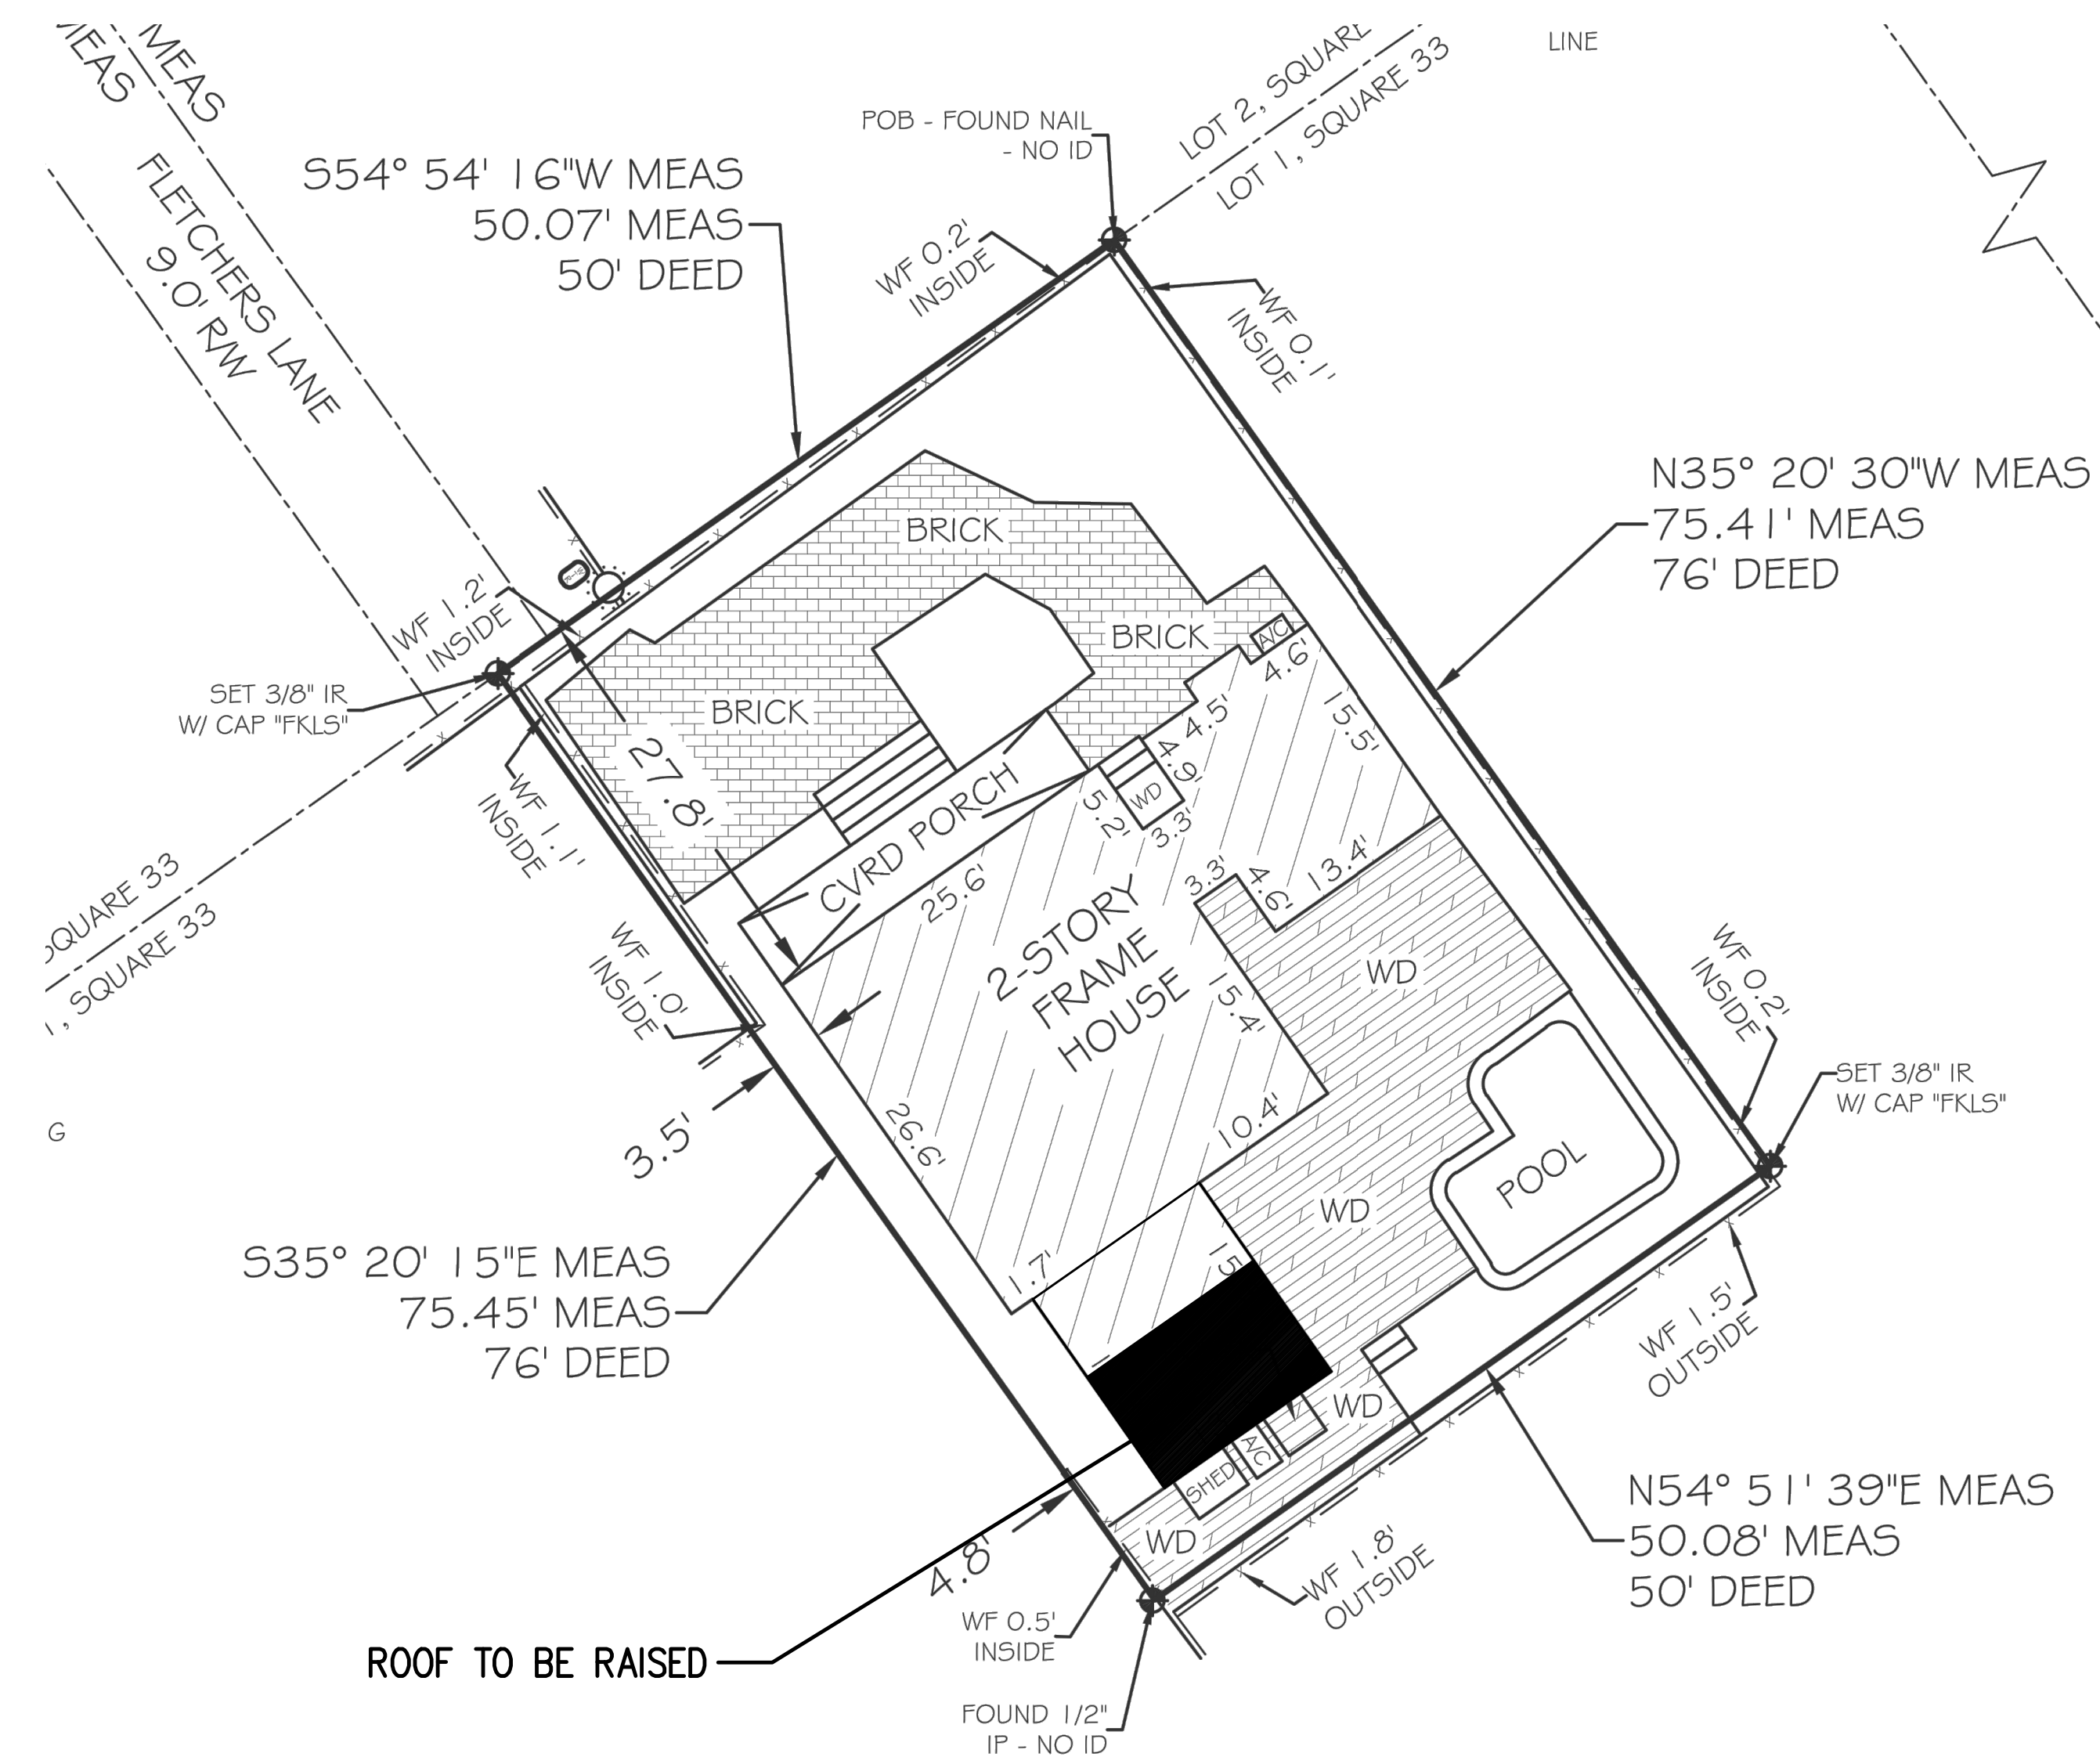 MEAS
MEAS
FLETCHERS LANE
9.0' R/W
LINE
LOT 2, SQUARE
LOT 1, SQUARE 33
POB - FOUND NAIL
- NO ID
S54° 54' 16"W MEAS
50.07' MEAS
50' DEED
WF 0.2'
INSIDE
WF 0.1'
INSIDE
N35° 20' 30"W MEAS
75.41' MEAS
76' DEED
BRICK
BRICK
BRICK
A/C
4.6'
15.5'
WF 1.2'
INSIDE
SET 3/8" IR
W/ CAP "FKLS"
WF 1.1'
INSIDE
27.8'
CVRD PORCH
25.6'
4.5'
4.9'
WD
5.2'
3.3'
3.3'
4.6'
13.4'
2-STORY
FRAME
HOUSE
WD
15.4'
SQUARE 33
1, SQUARE 33
WF 1.0'
INSIDE
WF 0.2'
INSIDE
SET 3/8" IR
W/ CAP "FKLS"
G
3.5'
26.6'
10.4'
POOL
WD
S35° 20' 15"E MEAS
75.45' MEAS
76' DEED
1.7'
15
WF 1.5'
OUTSIDE
WD
A/C
SHED
WD
N54° 51' 39"E MEAS
50.08' MEAS
50' DEED
4.8'
WF 1.8'
OUTSIDE
WF 0.5'
INSIDE
ROOF TO BE RAISED
FOUND 1/2"
IP - NO ID